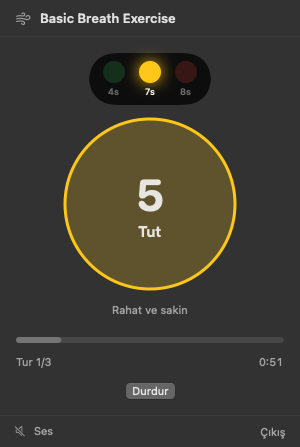 Basic Breath Exercise
4s 7s 8s
5
Tut
Rahat ve sakin
Tur 1/3 0:51
Durdur
Ses Çıkış